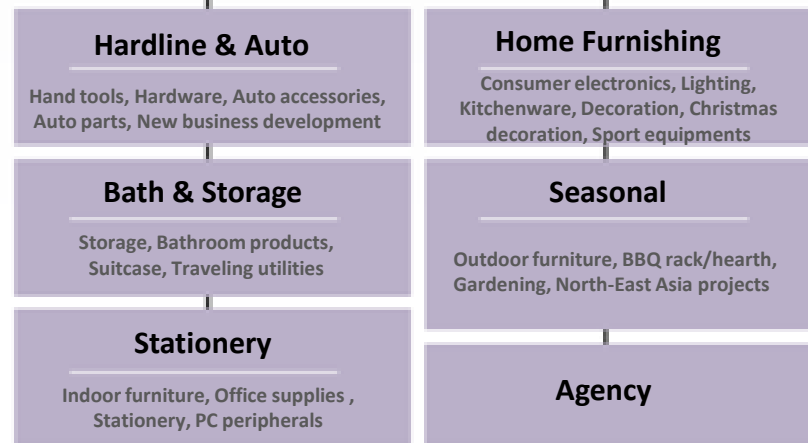 Hardline & Auto
Hand tools, Hardware, Auto accessories,
Auto parts, New business development
Bath & Storage
Storage, Bathroom products,
Suitcase, Traveling utilities
Stationery
Indoor furniture, Office supplies ,
Stationery, PC peripherals
Home Furnishing
Consumer electronics, Lighting,
Kitchenware, Decoration, Christmas
decoration, Sport equipments
Seasonal
Outdoor furniture, BBQ rack/hearth,
Gardening, North-East Asia projects
Agency